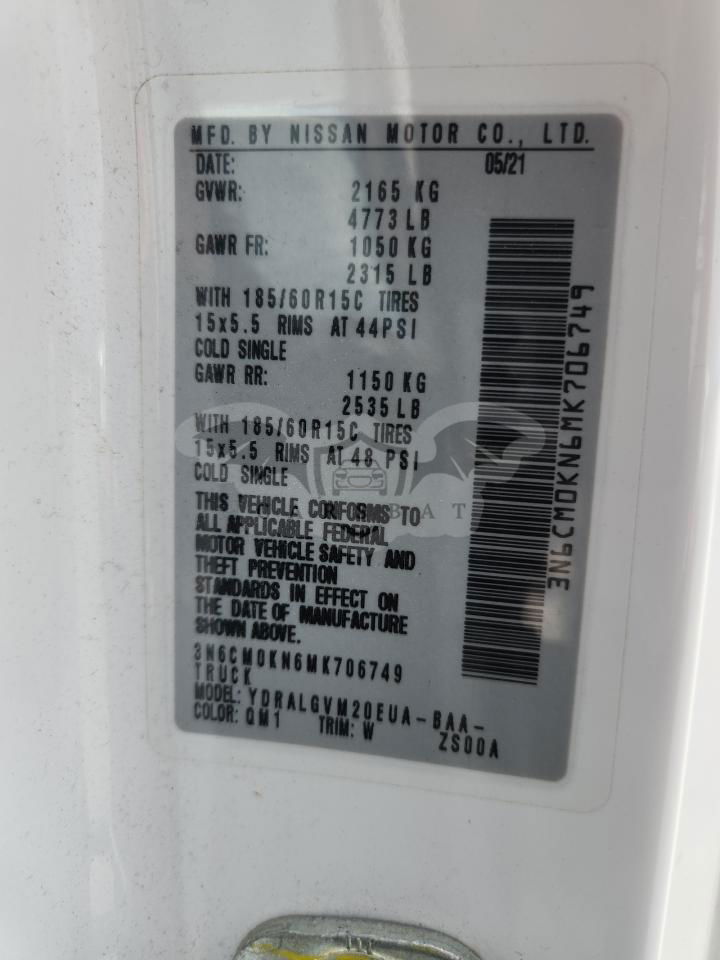 MFD. BY NISSAN MOTOR CO., LTD.
DATE: 05/21
GVWR: 2165 KG
4773 LB
GAWR FR: 1050 KG
2315 LB
WITH 185/60R15C TIRES
15x5.5 RIMS AT 44PSI
COLD SINGLE
GAWR RR: 1150 KG
2535 LB
WITH 185/60R15C TIRES
15x5.5 RIMS AT 48 PSI
COLD SINGLE
THIS VEHICLE CONFORMS TO
ALL APPLICABLE FEDERAL
MOTOR VEHICLE SAFETY AND
THEFT PREVENTION
STANDARDS IN EFFECT ON
THE DATE OF MANUFACTURE
SHOWN ABOVE.
3N6CM0KN6MK706749
TRUCK
MODEL: YDRALGVM20EUA-BAA-
COLOR: QM1 TRIM: W ZS00A
3N6CM0KN6MK706749